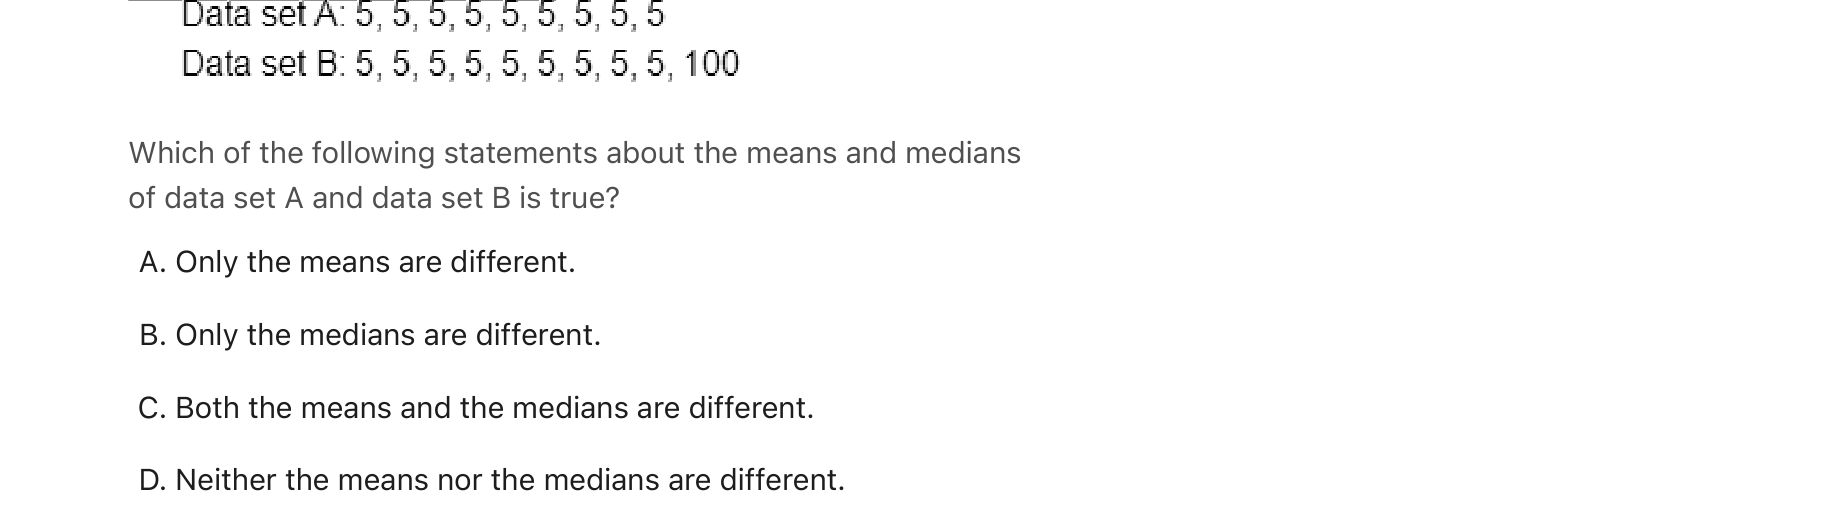 Data set A: 5, 5, 5, 5, 5, 5, 5, 5, 5
Data set B: 5, 5, 5, 5, 5, 5, 5, 5, 5, 100
Which of the following statements about the means and medians
of data set A and data set B is true?
A. Only the means are different.
B. Only the medians are different.
C. Both the means and the medians are different.
D. Neither the means nor the medians are different.